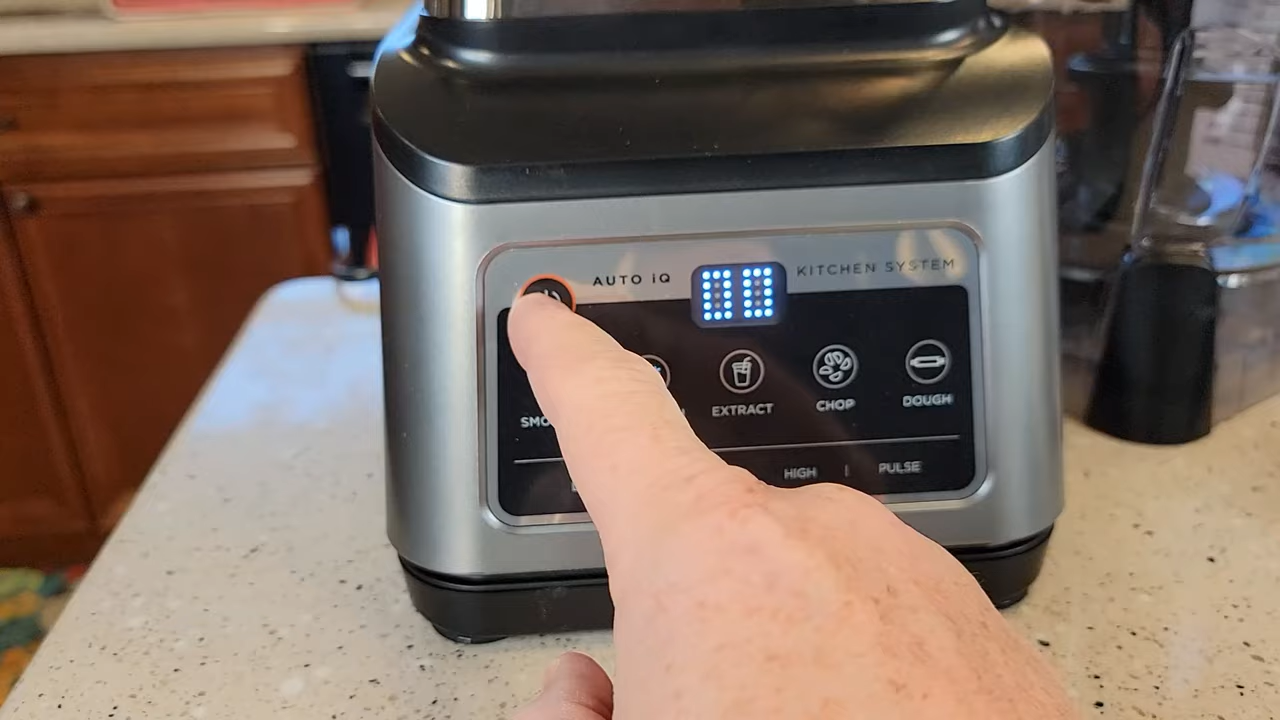 AUTO iQ
00
KITCHEN SYSTEM
EXTRACT
CHOP
DOUGH
HIGH | PULSE